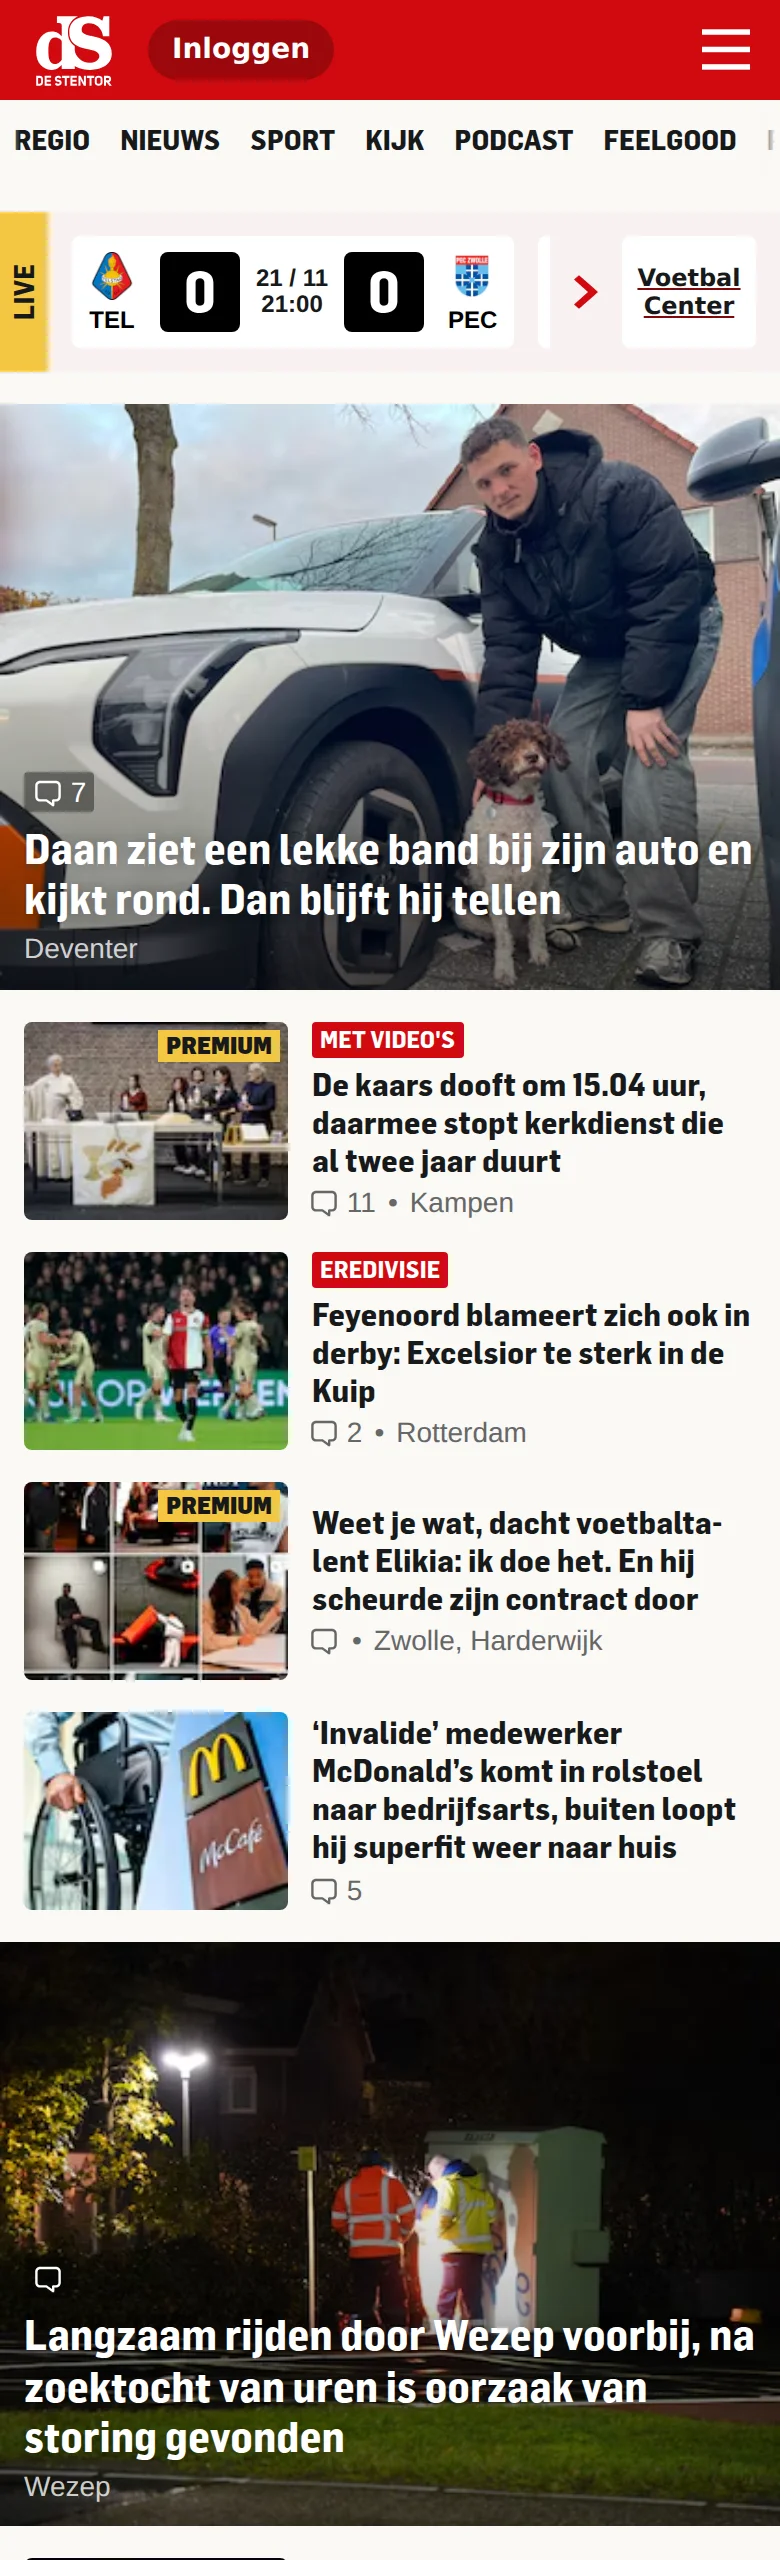 dS
DE STENTOR
Inloggen
REGIO NIEUWS SPORT KIJK PODCAST FEELGOOD
LIVE
TEL
0
21 / 11
21:00
0
PEC ZWOLLE
PEC
Voetbal
Center
7
Daan ziet een lekke band bij zijn auto en
kijkt rond. Dan blijft hij tellen
Deventer
PREMIUM
MET VIDEO'S
De kaars dooft om 15.04 uur,
daarmee stopt kerkdienst die
al twee jaar duurt
11 • Kampen
EREDIVISIE
Feyenoord blameert zich ook in
derby: Excelsior te sterk in de
Kuip
2 • Rotterdam
PREMIUM
Weet je wat, dacht voetbalta-
lent Elikia: ik doe het. En hij
scheurde zijn contract door
• Zwolle, Harderwijk
McCafé
‘Invalide’ medewerker
McDonald’s komt in rolstoel
naar bedrijfsarts, buiten loopt
hij superfit weer naar huis
5
Langzaam rijden door Wezep voorbij, na
zoektocht van uren is oorzaak van
storing gevonden
Wezep